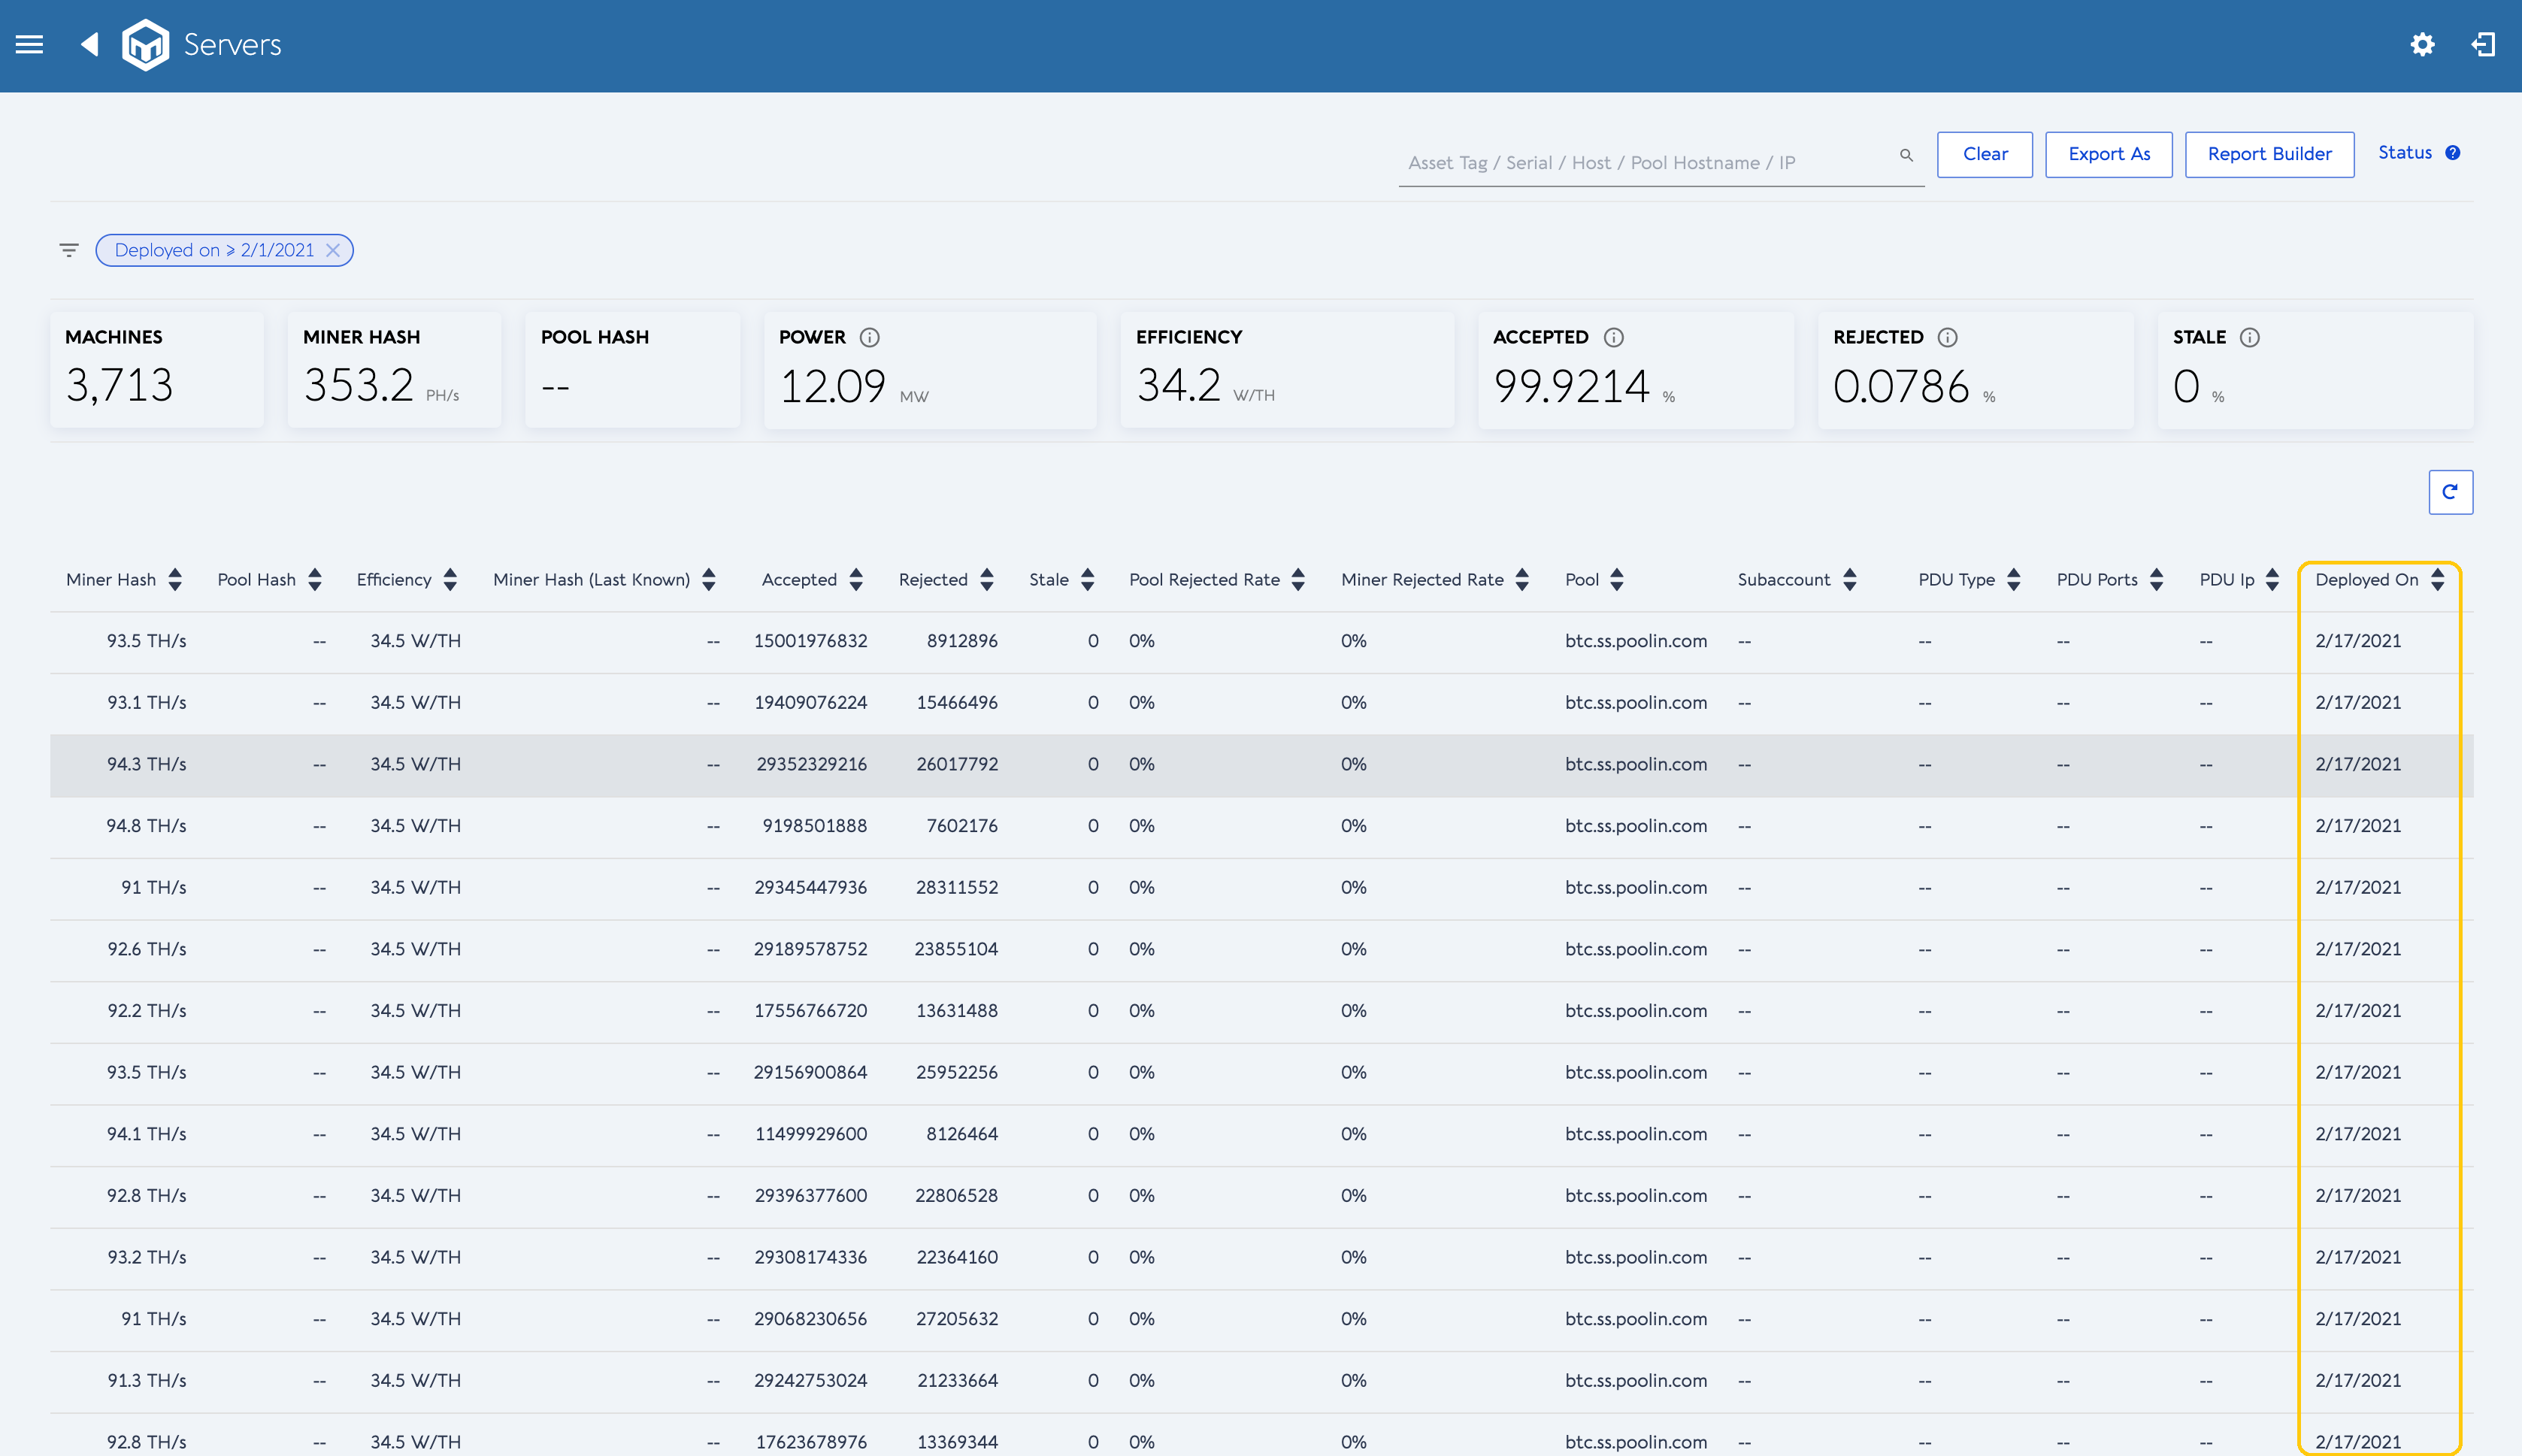 Servers
Asset Tag / Serial / Host / Pool Hostname / IP Clear Export As Report Builder Status ?
Deployed on ≥ 2/1/2021
MACHINES MINER HASH POOL HASH POWER EFFICIENCY ACCEPTED REJECTED STALE
3,713 353.2 PH/s -- 12.09 MW 34.2 W/TH 99.9214 % 0.0786 % 0 %
Miner Hash Pool Hash Efficiency Miner Hash (Last Known) Accepted Rejected Stale Pool Rejected Rate Miner Rejected Rate Pool Subaccount PDU Type PDU Ports PDU Ip Deployed On
93.5 TH/s -- 34.5 W/TH -- 15001976832 8912896 0 0% 0% btc.ss.poolin.com -- -- -- -- 2/17/2021
93.1 TH/s -- 34.5 W/TH -- 19409076224 15466496 0 0% 0% btc.ss.poolin.com -- -- -- -- 2/17/2021
94.3 TH/s -- 34.5 W/TH -- 29352329216 26017792 0 0% 0% btc.ss.poolin.com -- -- -- -- 2/17/2021
94.8 TH/s -- 34.5 W/TH -- 9198501888 7602176 0 0% 0% btc.ss.poolin.com -- -- -- -- 2/17/2021
91 TH/s -- 34.5 W/TH -- 29345447936 28311552 0 0% 0% btc.ss.poolin.com -- -- -- -- 2/17/2021
92.6 TH/s -- 34.5 W/TH -- 29189578752 23855104 0 0% 0% btc.ss.poolin.com -- -- -- -- 2/17/2021
92.2 TH/s -- 34.5 W/TH -- 17556766720 13631488 0 0% 0% btc.ss.poolin.com -- -- -- -- 2/17/2021
93.5 TH/s -- 34.5 W/TH -- 29156900864 25952256 0 0% 0% btc.ss.poolin.com -- -- -- -- 2/17/2021
94.1 TH/s -- 34.5 W/TH -- 11499929600 8126464 0 0% 0% btc.ss.poolin.com -- -- -- -- 2/17/2021
92.8 TH/s -- 34.5 W/TH -- 29396377600 22806528 0 0% 0% btc.ss.poolin.com -- -- -- -- 2/17/2021
93.2 TH/s -- 34.5 W/TH -- 29308174336 22364160 0 0% 0% btc.ss.poolin.com -- -- -- -- 2/17/2021
91 TH/s -- 34.5 W/TH -- 29068230656 27205632 0 0% 0% btc.ss.poolin.com -- -- -- -- 2/17/2021
91.3 TH/s -- 34.5 W/TH -- 29242753024 21233664 0 0% 0% btc.ss.poolin.com -- -- -- -- 2/17/2021
92.8 TH/s -- 34.5 W/TH -- 17623678976 13369344 0 0% 0% btc.ss.poolin.com -- -- -- -- 2/17/2021